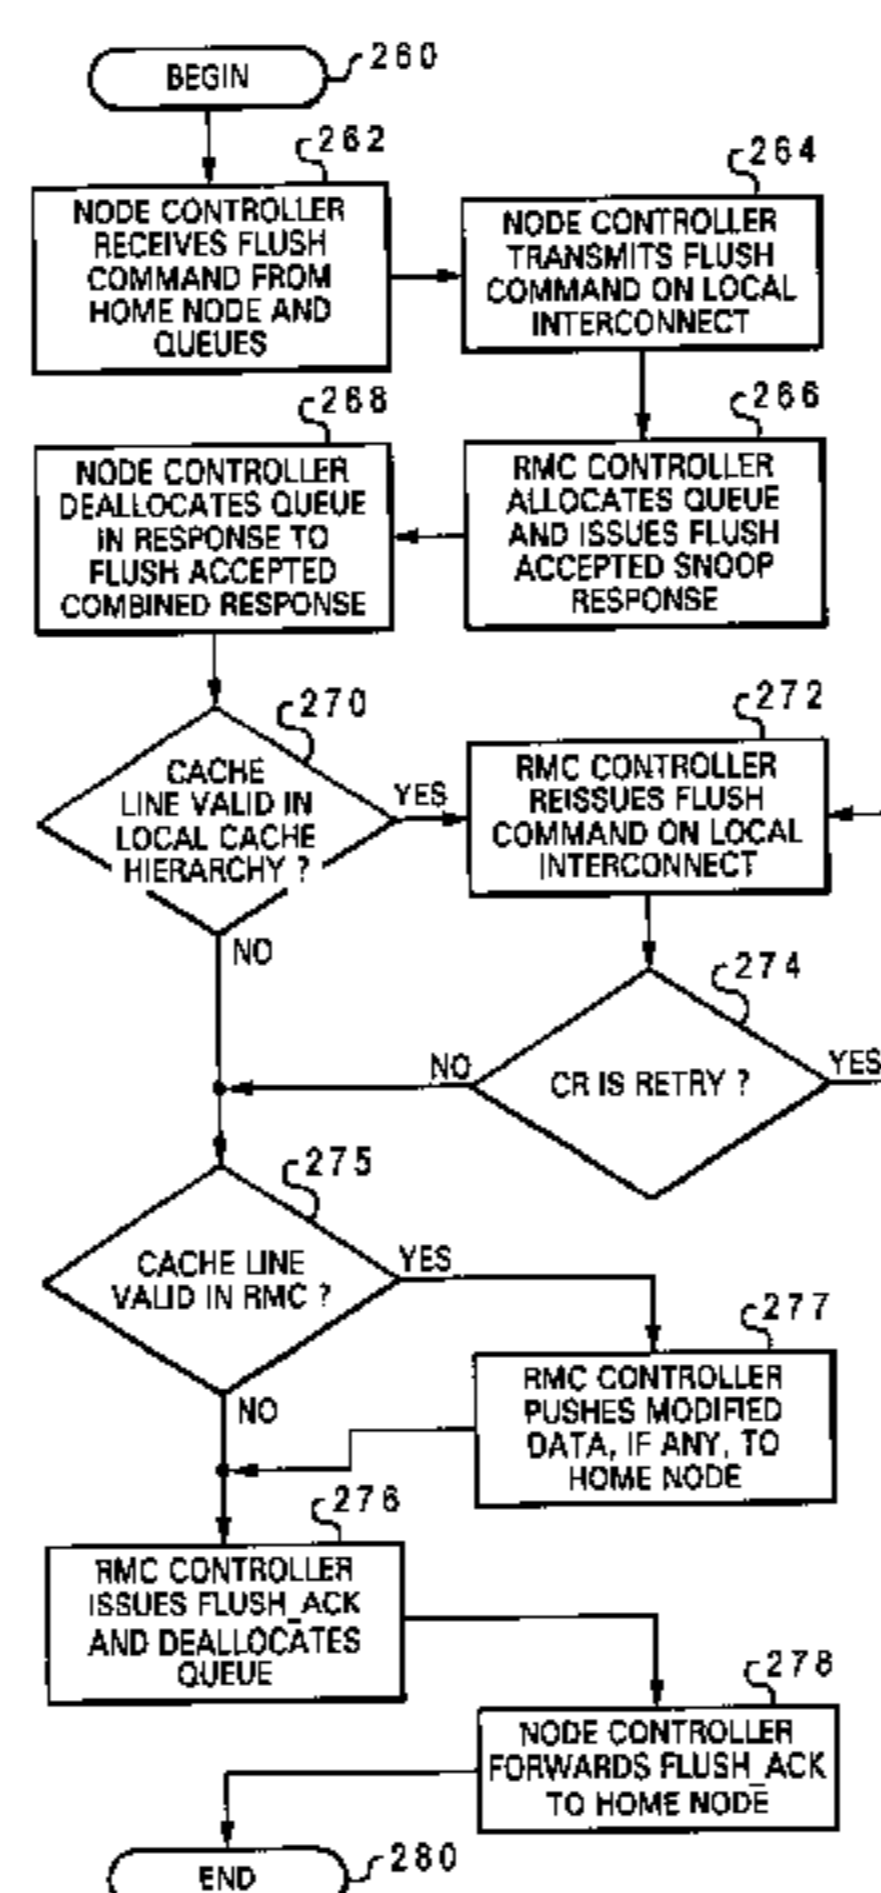 BEGIN
260
262
NODE CONTROLLER
RECEIVES FLUSH
COMMAND FROM
HOME NODE AND
QUEUES
264
NODE CONTROLLER
TRANSMITS FLUSH
COMMAND ON LOCAL
INTERCONNECT
266
RMC CONTROLLER
ALLOCATES QUEUE
AND ISSUES FLUSH
ACCEPTED SNOOP
RESPONSE
268
NODE CONTROLLER
DEALLOCATES QUEUE
IN RESPONSE TO
FLUSH ACCEPTED
COMBINED RESPONSE
270
CACHE
LINE VALID IN
LOCAL CACHE
HIERARCHY ?
YES
NO
272
RMC CONTROLLER
REISSUES FLUSH
COMMAND ON LOCAL
INTERCONNECT
274
CR IS RETRY ?
NO
YES
275
CACHE LINE
VALID IN RMC ?
YES
NO
277
RMC CONTROLLER
PUSHES MODIFIED
DATA, IF ANY, TO
HOME NODE
276
RMC CONTROLLER
ISSUES FLUSH_ACK
AND DEALLOCATES
QUEUE
278
NODE CONTROLLER
FORWARDS FLUSH_ACK
TO HOME NODE
END
280